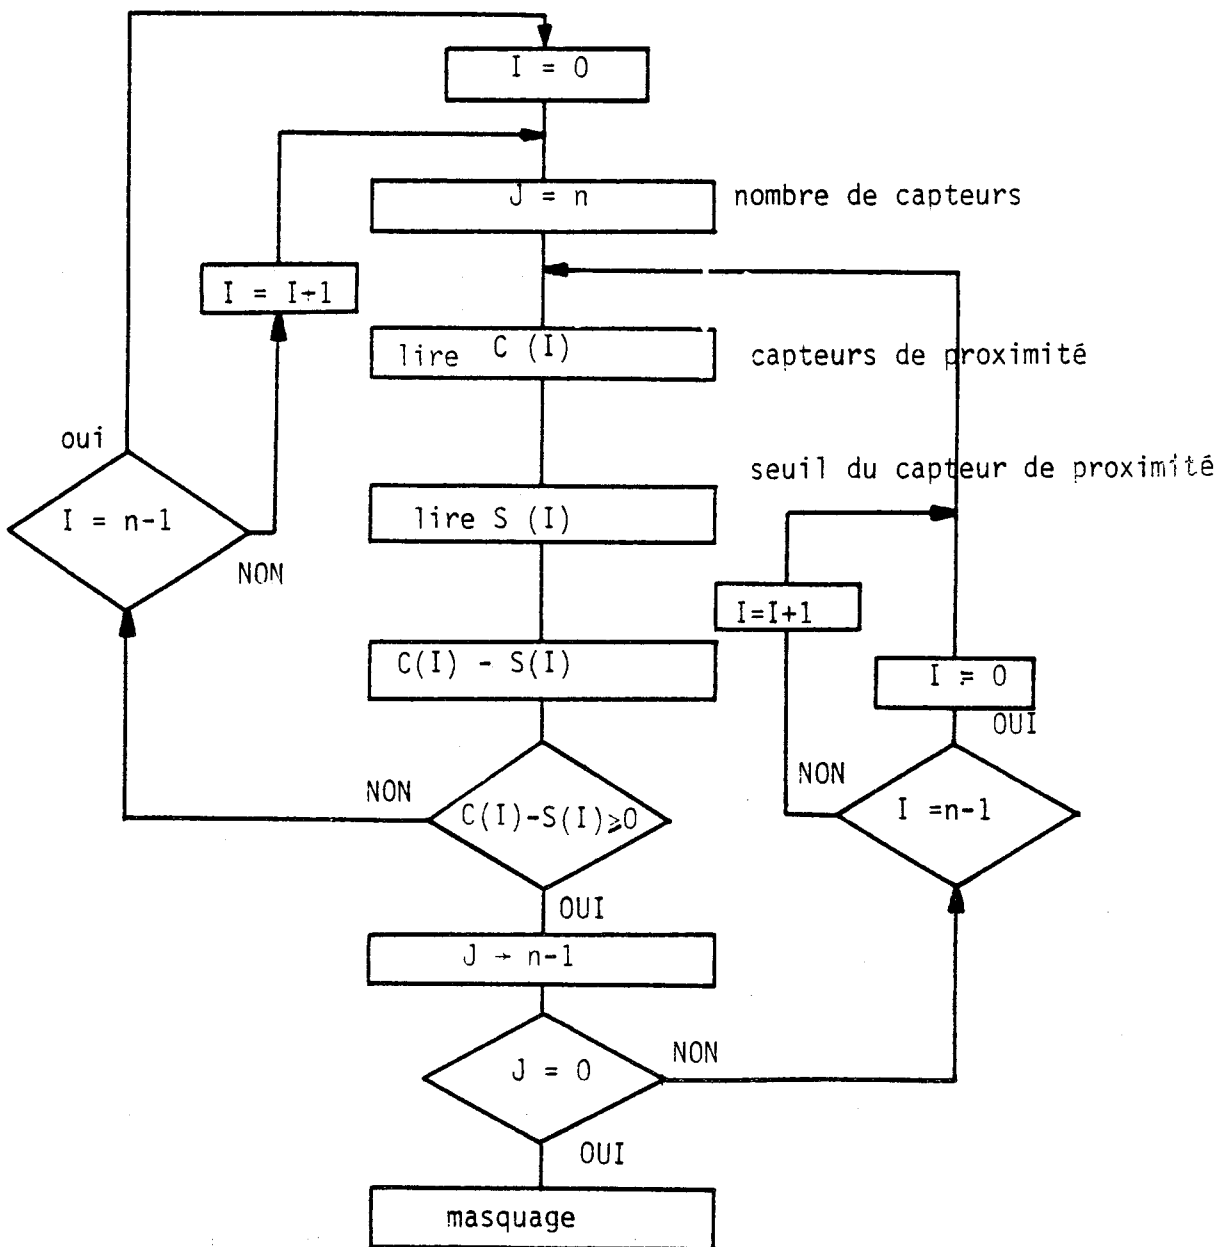 I = 0
J = n
nombre de capteurs
I = I+1
lire C (I)
capteurs de proximité
oui
seuil du capteur de proximité
I = n-1
lire S (I)
NON
I=I+1
C(I) - S(I)
I = 0
OUI
NON
NON
C(I)-S(I)⩾0
I =n-1
OUI
J → n-1
J = 0
NON
OUI
masquage